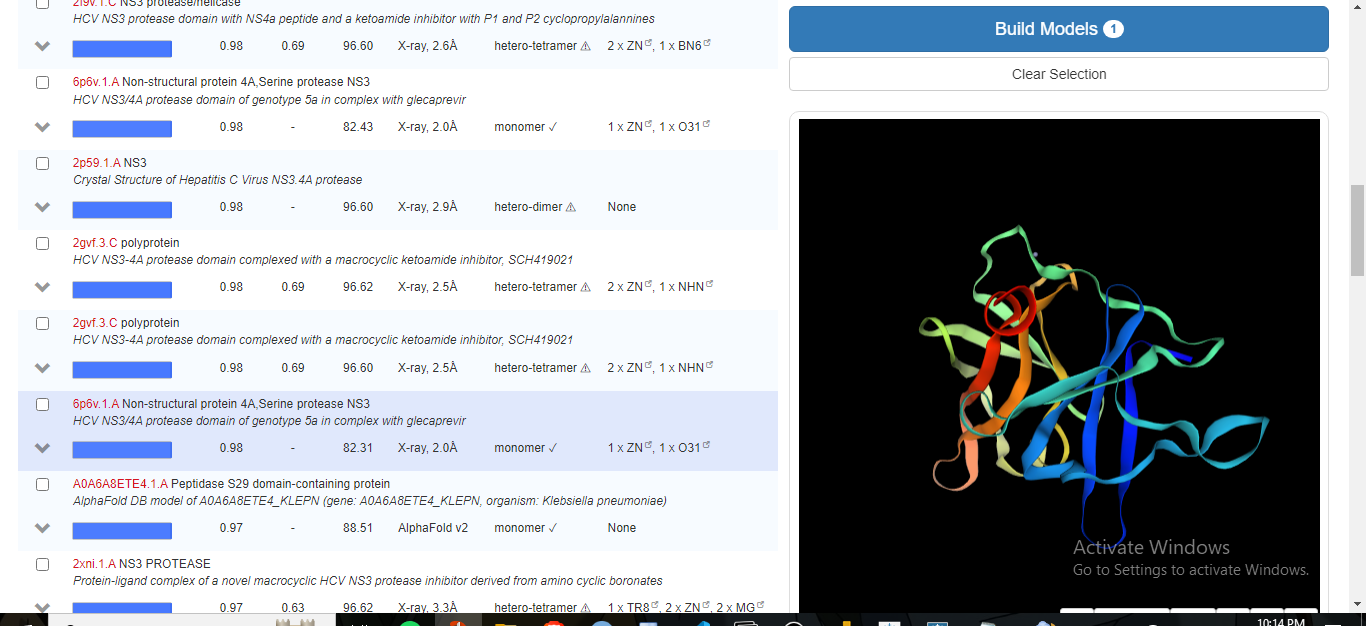 2f9v.1.C NS3 protease/helicase
HCV NS3 protease domain with NS4a peptide and a ketoamide inhibitor with P1 and P2 cyclopropylalannines
0.98 0.69 96.60 X-ray, 2.6Å hetero-tetramer ⚠ 2 x ZN, 1 x BN6
6p6v.1.A Non-structural protein 4A,Serine protease NS3
HCV NS3/4A protease domain of genotype 5a in complex with glecaprevir
0.98 - 82.43 X-ray, 2.0Å monomer ✓ 1 x ZN, 1 x O31
2p59.1.A NS3
Crystal Structure of Hepatitis C Virus NS3.4A protease
0.98 - 96.60 X-ray, 2.9Å hetero-dimer ⚠ None
2gvf.3.C polyprotein
HCV NS3-4A protease domain complexed with a macrocyclic ketoamide inhibitor, SCH419021
0.98 0.69 96.62 X-ray, 2.5Å hetero-tetramer ⚠ 2 x ZN, 1 x NHN
2gvf.3.C polyprotein
HCV NS3-4A protease domain complexed with a macrocyclic ketoamide inhibitor, SCH419021
0.98 0.69 96.60 X-ray, 2.5Å hetero-tetramer ⚠ 2 x ZN, 1 x NHN
6p6v.1.A Non-structural protein 4A,Serine protease NS3
HCV NS3/4A protease domain of genotype 5a in complex with glecaprevir
0.98 - 82.31 X-ray, 2.0Å monomer ✓ 1 x ZN, 1 x O31
A0A6A8ETE4.1.A Peptidase S29 domain-containing protein
AlphaFold DB model of A0A6A8ETE4_KLEPN (gene: A0A6A8ETE4_KLEPN, organism: Klebsiella pneumoniae)
0.97 - 88.51 AlphaFold v2 monomer ✓ None
2xni.1.A NS3 PROTEASE
Protein-ligand complex of a novel macrocyclic HCV NS3 protease inhibitor derived from amino cyclic boronates
0.97 0.63 96.62 X-ray, 3.3Å hetero-tetramer ⚠ 1 x TR8, 2 x ZN, 2 x MG
Build Models 1
Clear Selection
Activate Windows
Go to Settings to activate Windows.
10:14 PM